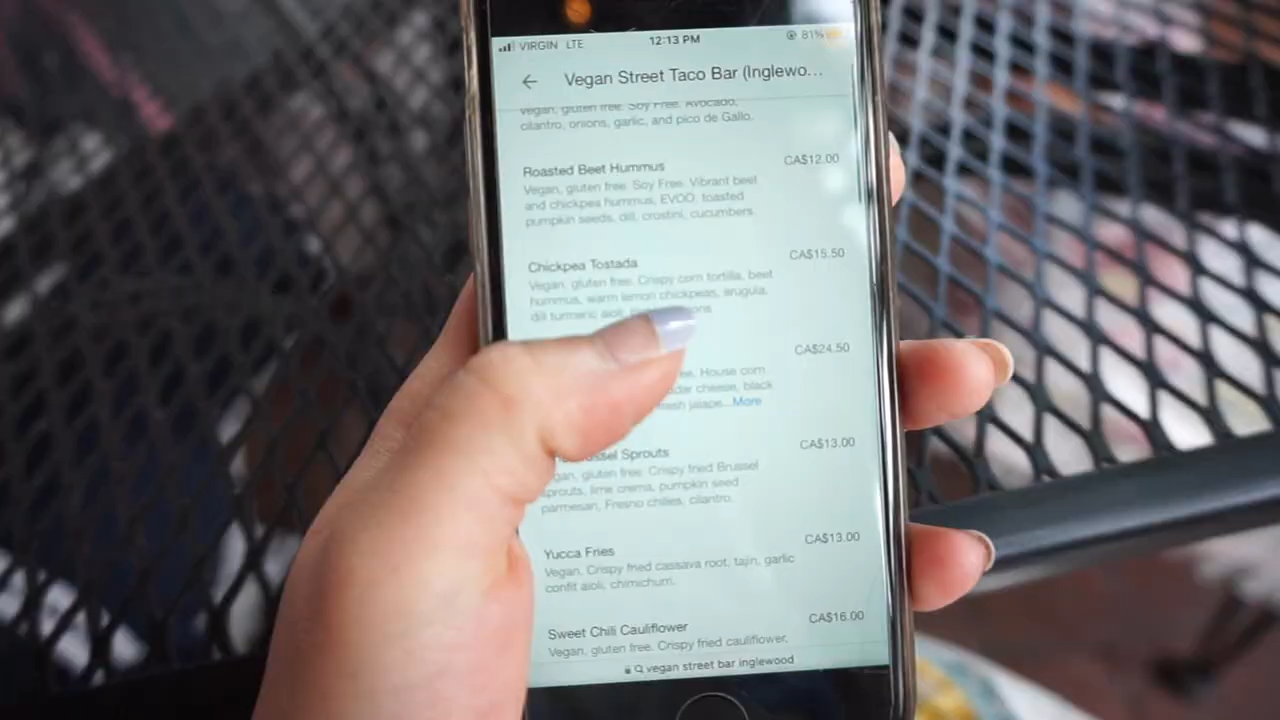 VIRGIN LTE 12:13 PM 81%
Vegan Street Taco Bar (Inglewo...
vegan, gluten free. Soy Free. Avocado,
cilantro, onions, garlic, and pico de Gallo.
Roasted Beet Hummus CA$12.00
Vegan, gluten free. Soy Free. Vibrant beet
and chickpea hummus, EVOO, toasted
pumpkin seeds, dill, crostini, cucumbers.
Chickpea Tostada CA$15.50
Vegan, gluten free. Crispy corn tortilla, beet
hummus, warm lemon chickpeas, arugula,
dill turmeric aioli,
CA$24.50
House corn
cheese, black
jalape...More
Sprouts CA$13.00
gluten free. Crispy fried Brussel
sprouts, lime crema, pumpkin seed
parmesan, Fresno chilies, cilantro.
Yucca Fries CA$13.00
Vegan. Crispy fried cassava root, tajin, garlic
confit aioli, chimichurri.
Sweet Chili Cauliflower CA$16.00
Vegan, gluten free. Crispy fried cauliflower,
vegan street bar inglewood